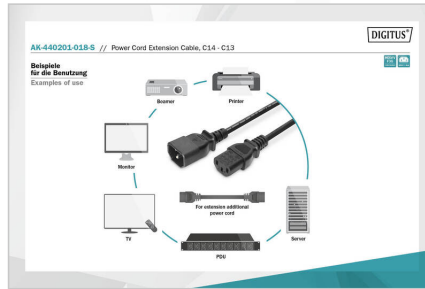 DIGITUS®
AK-440201-018-S // Power Cord Extension Cable, C14 - C13
Beispiele
für die Benutzung
Examples of use
Beamer
Printer
Monitor
For extension additional
power cord
TV
Server
PDU